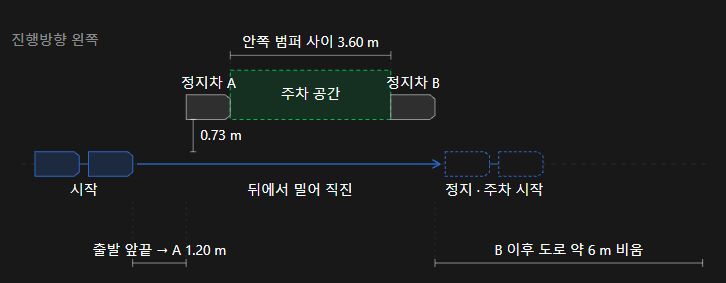 진행방향 왼쪽
안쪽 범퍼 사이 3.60 m
정지차 A
주차 공간
정지차 B
0.73 m
시작
뒤에서 밀어 직진
정지 · 주차 시작
출발 앞끝 → A 1.20 m
B 이후 도로 약 6 m 비움